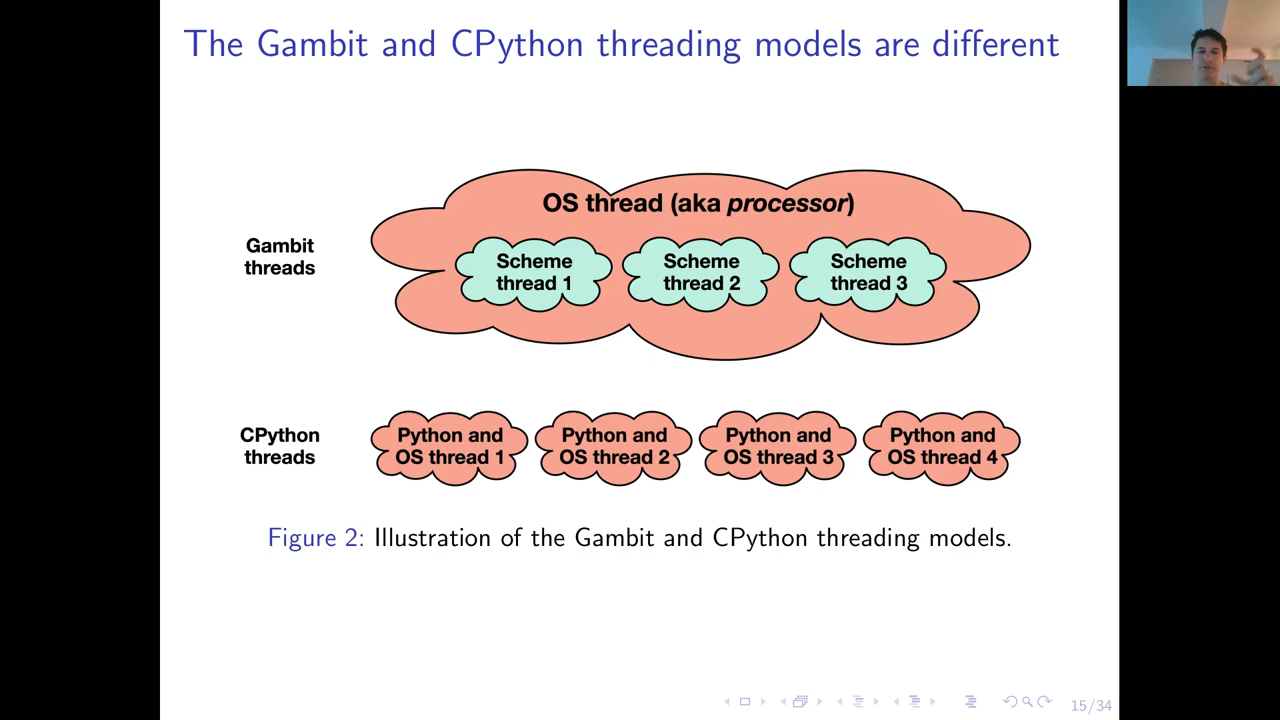 The Gambit and CPython threading models are different
OS thread (aka processor)
Gambit
threads
Scheme
thread 1
Scheme
thread 2
Scheme
thread 3
CPython
threads
Python and
OS thread 1
Python and
OS thread 2
Python and
OS thread 3
Python and
OS thread 4
Figure 2: Illustration of the Gambit and CPython threading models.
15/34